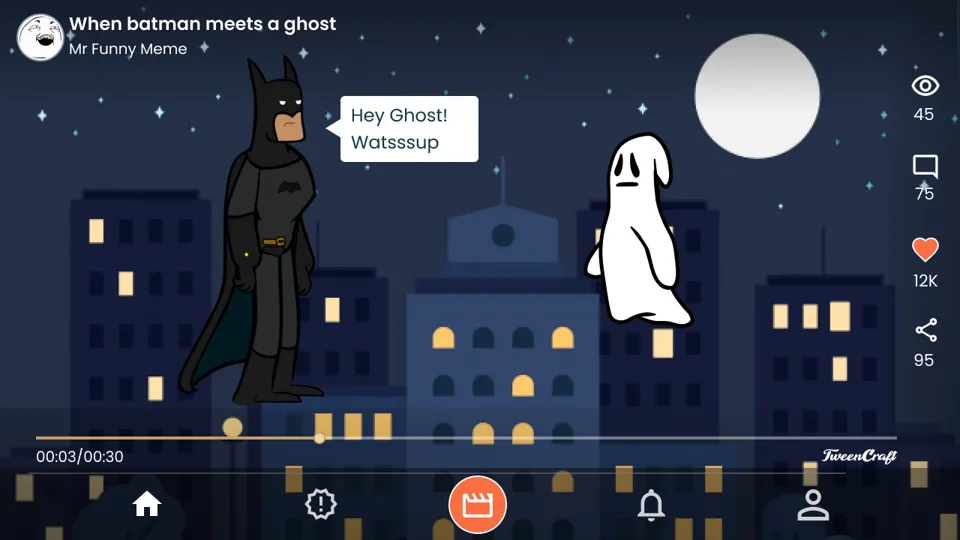 When batman meets a ghost
Mr Funny Meme
Hey Ghost!
Watsssup
45
75
12K
95
00:03/00:30
TweenCraft